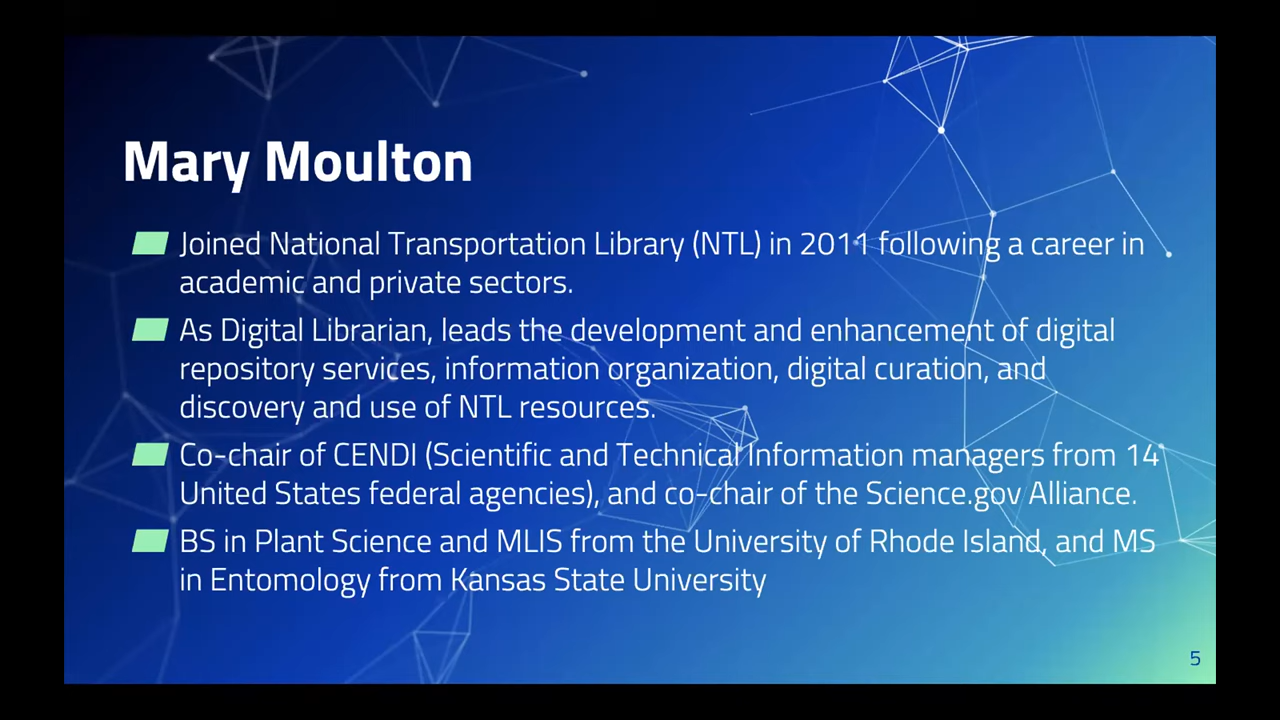 Mary Moulton
Joined National Transportation Library (NTL) in 2011 following a career in
academic and private sectors.
As Digital Librarian, leads the development and enhancement of digital
repository services, information organization, digital curation, and
discovery and use of NTL resources.
Co-chair of CENDI (Scientific and Technical Information managers from 14
United States federal agencies), and co-chair of the Science.gov Alliance.
BS in Plant Science and MLIS from the University of Rhode Island, and MS
in Entomology from Kansas State University
5